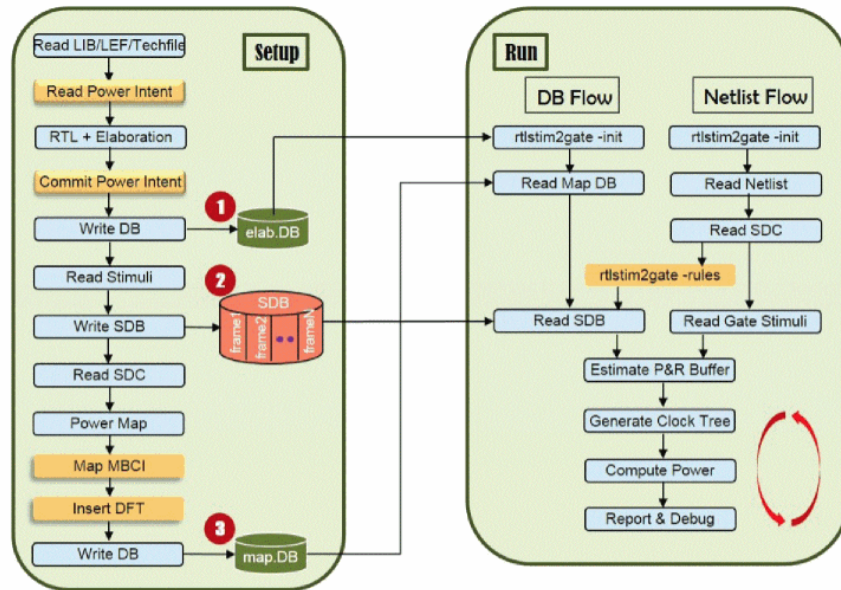 Setup
Read LIB/LEF/Techfile
Read Power Intent
RTL + Elaboration
Commit Power Intent
1
Write DB
elab.DB
Read Stimuli
2
SDB
frame1
frame2
frameN
Write SDB
Read SDC
Power Map
Map MBCI
Insert DFT
3
Write DB
map.DB
Run
DB Flow
Netlist Flow
rtlstim2gate -init
rtlstim2gate -init
Read Map DB
Read Netlist
Read SDC
rtlstim2gate -rules
Read SDB
Read Gate Stimuli
Estimate P&R Buffer
Generate Clock Tree
Compute Power
Report & Debug